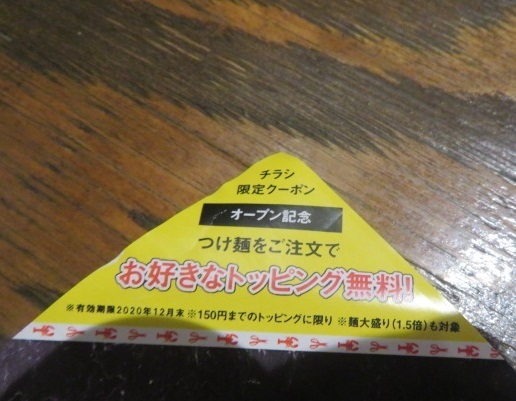 チラシ
限定クーポン
オープン記念
つけ麺をご注文で
お好きなトッピング無料!
※有効期限2020年12月末 ※150円までのトッピングに限り ※麺大盛り(1.5倍)も対象